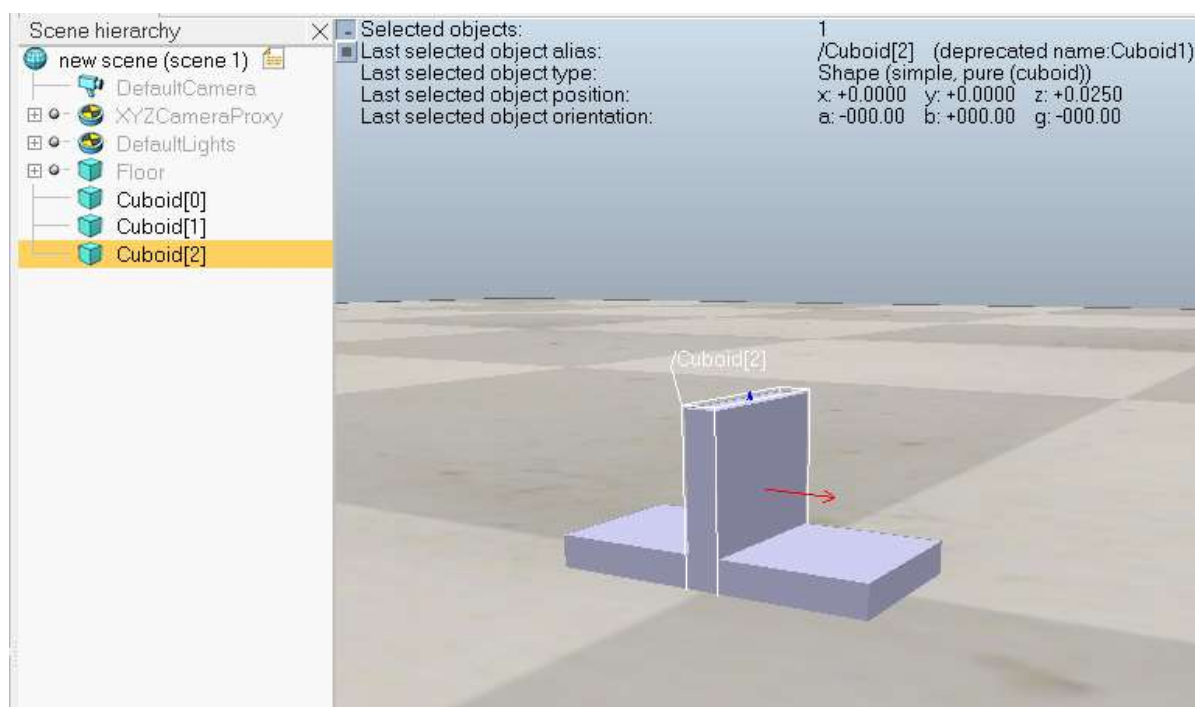 Scene hierarchy
new scene (scene 1)
DefaultCamera
XYZCameraProxy
DefaultLights
Floor
Cuboid[0]
Cuboid[1]
Cuboid[2]
Selected objects: 1
Last selected object alias: /Cuboid[2] (deprecated name:Cuboid1)
Last selected object type: Shape (simple, pure (cuboid))
Last selected object position: x: +0.0000 y: +0.0000 z: +0.0250
Last selected object orientation: a: -000.00 b: +000.00 g: -000.00
/Cuboid[2]